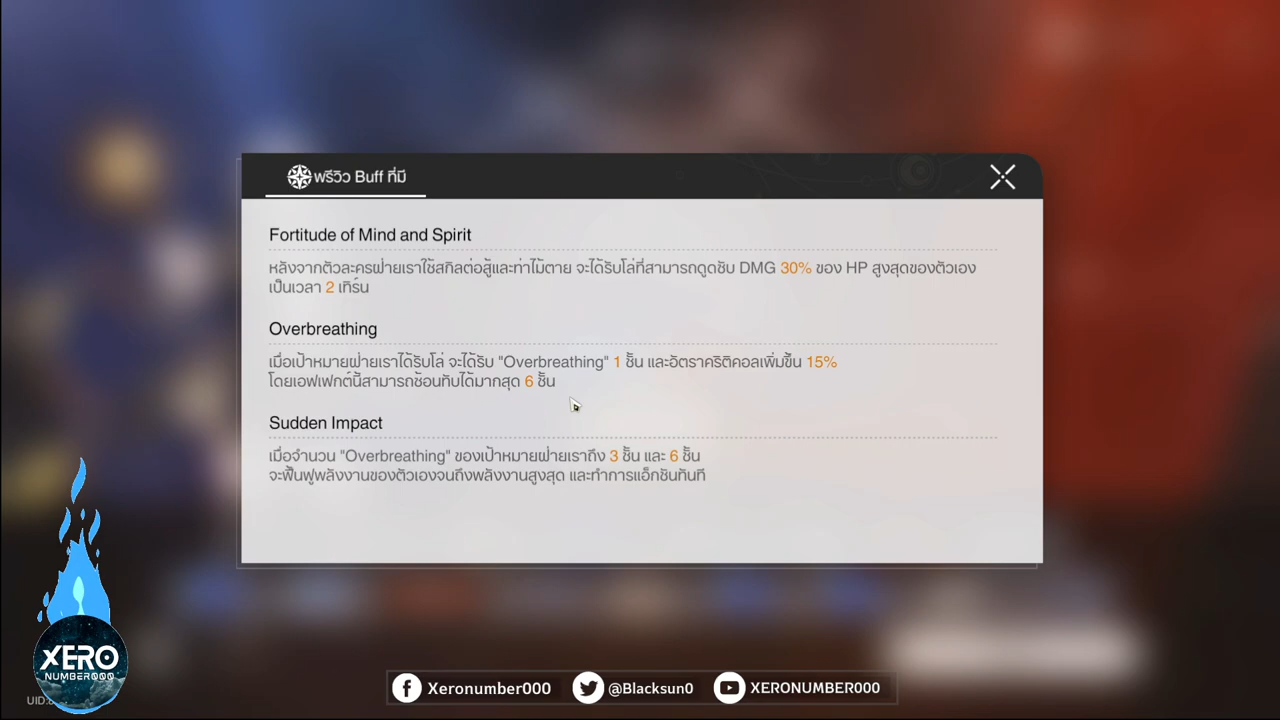 พรีวิว Buff ที่มี
Fortitude of Mind and Spirit
หลังจากตัวละครฝ่ายเราใช้สกิลต่อสู้และท่าไม้ตาย จะได้รับโล่ที่สามารถดูดซับ DMG 30% ของ HP สูงสุดของตัวเอง
เป็นเวลา 2 เทิร์น
Overbreathing
เมื่อเป้าหมายฝ่ายเราได้รับโล่ จะได้รับ "Overbreathing" 1 ชั้น และอัตราคริติคอลเพิ่มขึ้น 15%
โดยเอฟเฟกต์นี้สามารถซ้อนทับได้มากสุด 6 ชั้น
Sudden Impact
เมื่อจำนวน "Overbreathing" ของเป้าหมายฝ่ายเราถึง 3 ชั้น และ 6 ชั้น
จะฟื้นฟูพลังงานของตัวเองจนถึงพลังงานสูงสุด และทำการแอ็กชันทันที
XERO
NUMBER000
UID:
Xeronumber000
@Blacksun0
XERONUMBER000